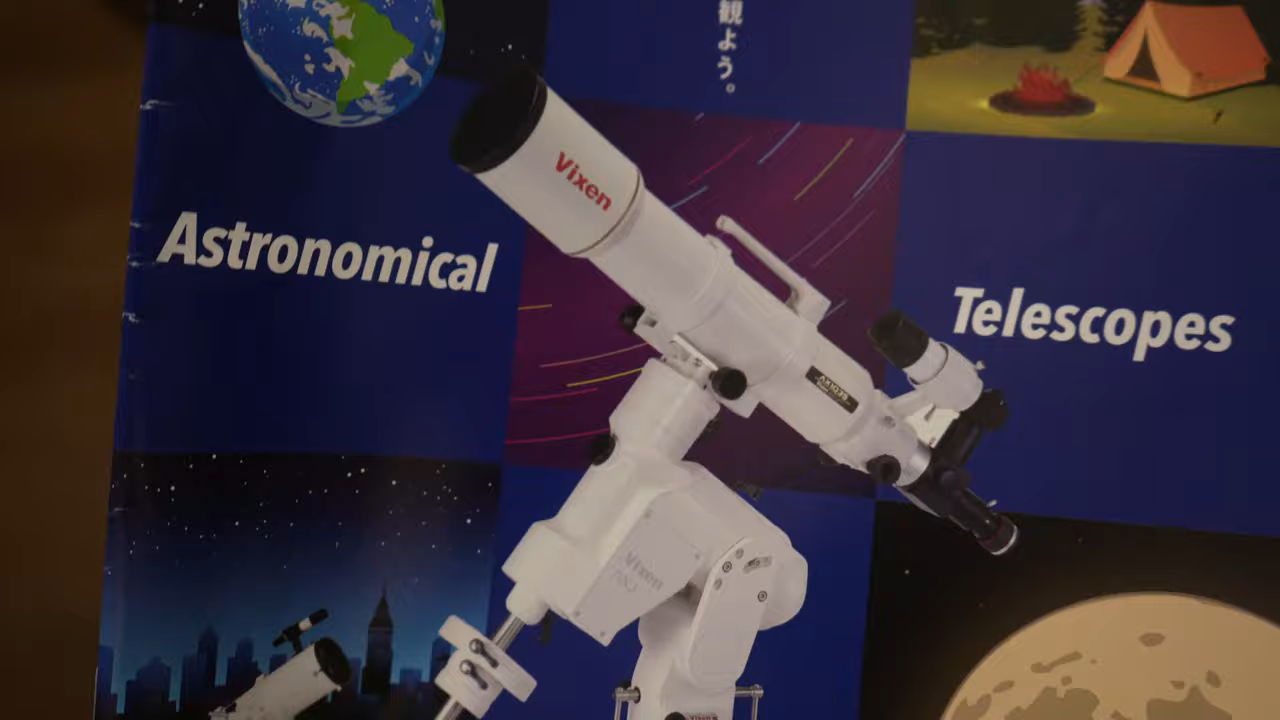 観よう。
Vixen
Astronomical
Telescopes
Vixen